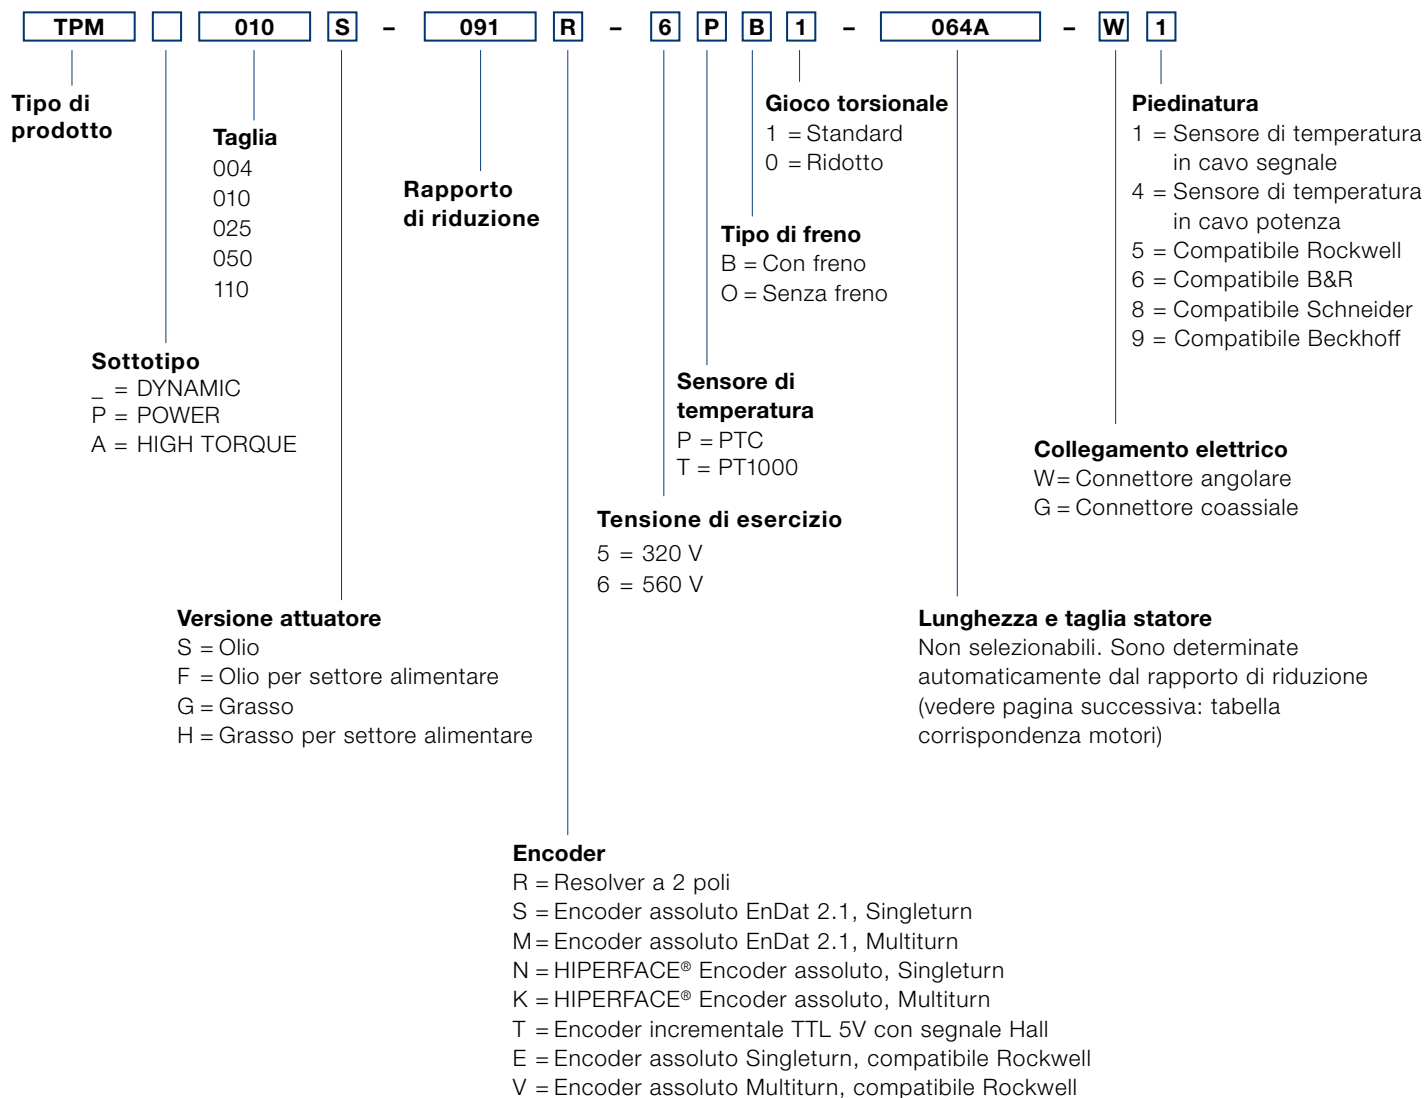 TPM 010 S – 091 R – 6 P B 1 – 064A – W 1
Tipo di
prodotto
Sottotipo
_ = DYNAMIC
P = POWER
A = HIGH TORQUE
Taglia
004
010
025
050
110
Versione attuatore
S = Olio
F = Olio per settore alimentare
G = Grasso
H = Grasso per settore alimentare
Rapporto
di riduzione
Encoder
R = Resolver a 2 poli
S = Encoder assoluto EnDat 2.1, Singleturn
M = Encoder assoluto EnDat 2.1, Multiturn
N = HIPERFACE® Encoder assoluto, Singleturn
K = HIPERFACE® Encoder assoluto, Multiturn
T = Encoder incrementale TTL 5V con segnale Hall
E = Encoder assoluto Singleturn, compatibile Rockwell
V = Encoder assoluto Multiturn, compatibile Rockwell
Tensione di esercizio
5 = 320 V
6 = 560 V
Sensore di
temperatura
P = PTC
T = PT1000
Tipo di freno
B = Con freno
O = Senza freno
Gioco torsionale
1 = Standard
0 = Ridotto
Lunghezza e taglia statore
Non selezionabili. Sono determinate
automaticamente dal rapporto di riduzione
(vedere pagina successiva: tabella
corrispondenza motori)
Collegamento elettrico
W = Connettore angolare
G = Connettore coassiale
Piedinatura
1 = Sensore di temperatura
in cavo segnale
4 = Sensore di temperatura
in cavo potenza
5 = Compatibile Rockwell
6 = Compatibile B&R
8 = Compatibile Schneider
9 = Compatibile Beckhoff